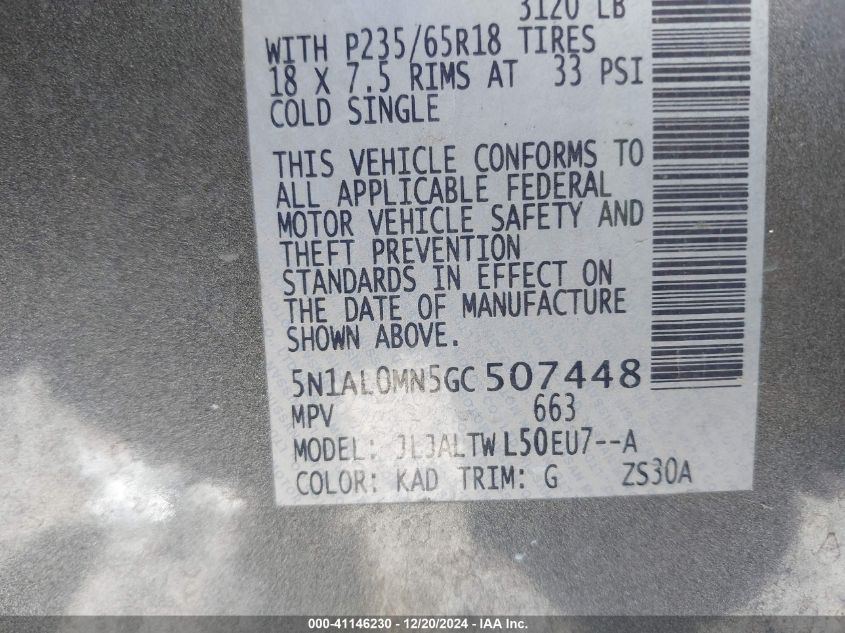 3120 LB
WITH P235/65R18 TIRES
18 X 7.5 RIMS AT 33 PSI
COLD SINGLE
THIS VEHICLE CONFORMS TO
ALL APPLICABLE FEDERAL
MOTOR VEHICLE SAFETY AND
THEFT PREVENTION
STANDARDS IN EFFECT ON
THE DATE OF MANUFACTURE
SHOWN ABOVE.
5N1AL0MN5GC507448
MPV 663
MODEL: JL3ALTWL50EU7--A
COLOR: KAD TRIM: G ZS30A
000-41146230 - 12/20/2024 - IAA Inc.